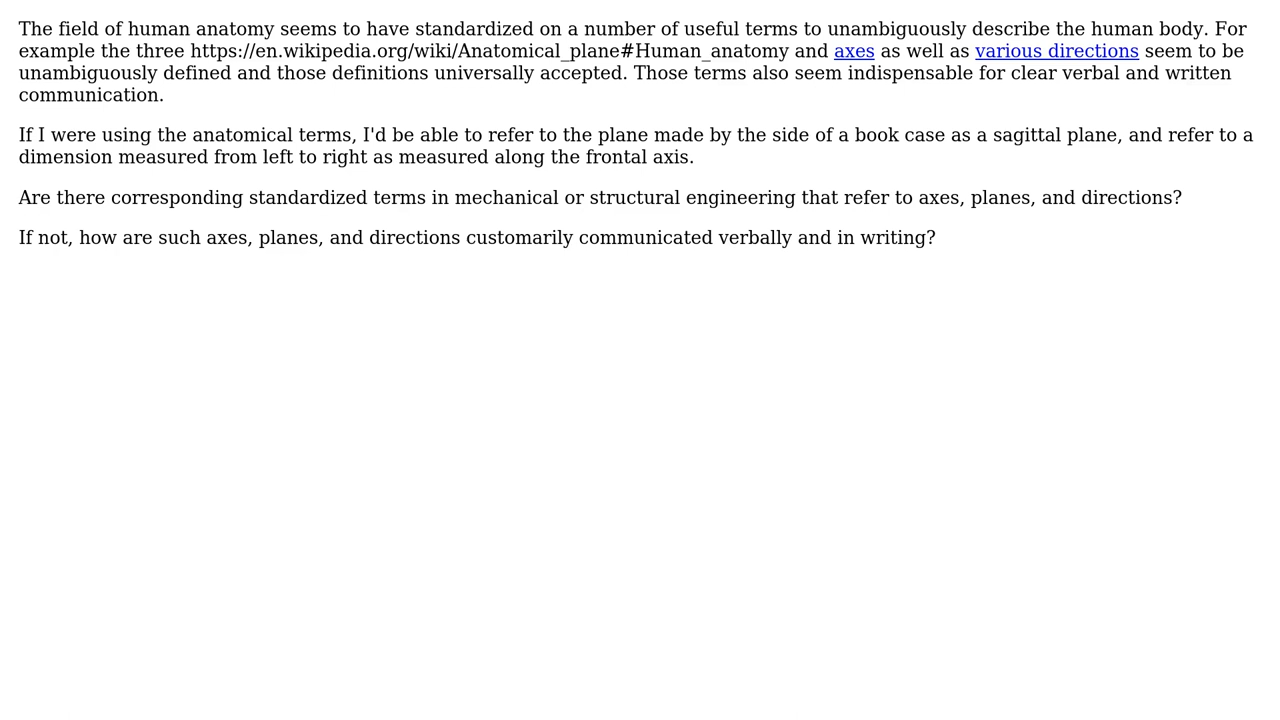 The field of human anatomy seems to have standardized on a number of useful terms to unambiguously describe the human body. For
example the three https://en.wikipedia.org/wiki/Anatomical_plane#Human_anatomy and axes as well as various directions seem to be
unambiguously defined and those definitions universally accepted. Those terms also seem indispensable for clear verbal and written
communication.
If I were using the anatomical terms, I'd be able to refer to the plane made by the side of a book case as a sagittal plane, and refer to a
dimension measured from left to right as measured along the frontal axis.
Are there corresponding standardized terms in mechanical or structural engineering that refer to axes, planes, and directions?
If not, how are such axes, planes, and directions customarily communicated verbally and in writing?